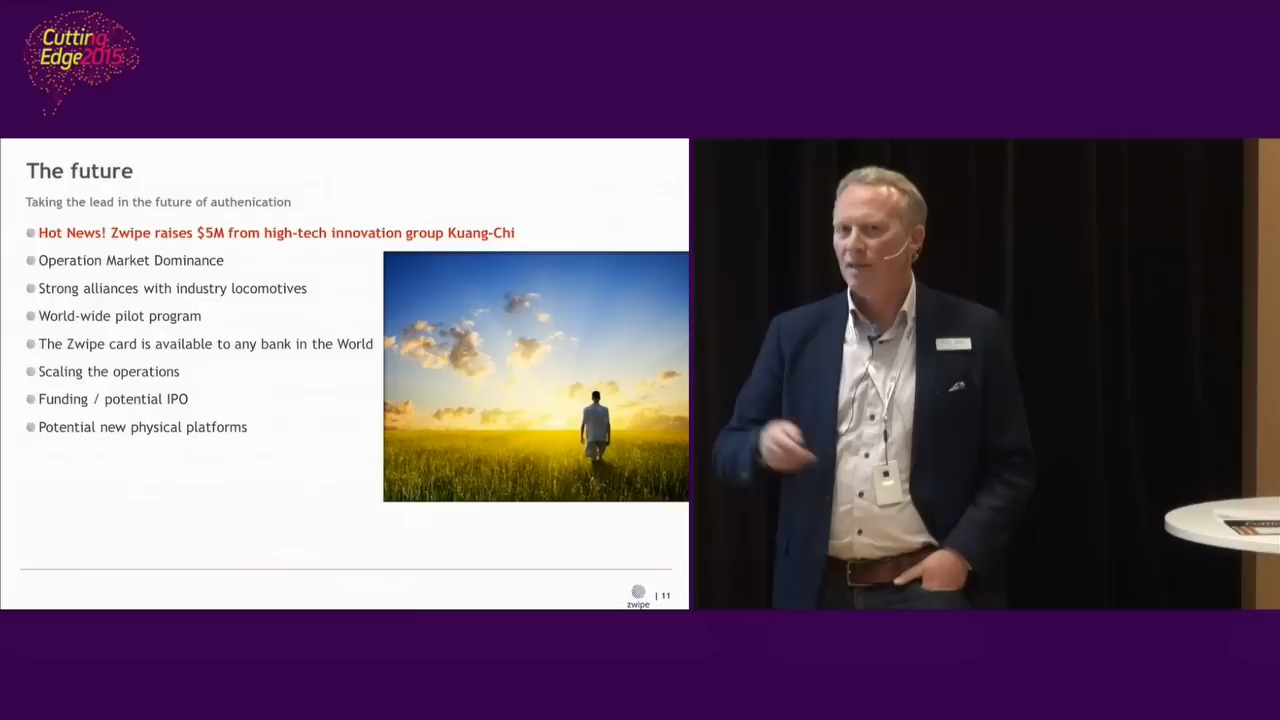 Cutting
Edge2015
The future
Taking the lead in the future of authenication
Hot News! Zwipe raises $5M from high-tech innovation group Kuang-Chi
Operation Market Dominance
Strong alliances with industry locomotives
World-wide pilot program
The Zwipe card is available to any bank in the World
Scaling the operations
Funding / potential IPO
Potential new physical platforms
zwipe
| 11